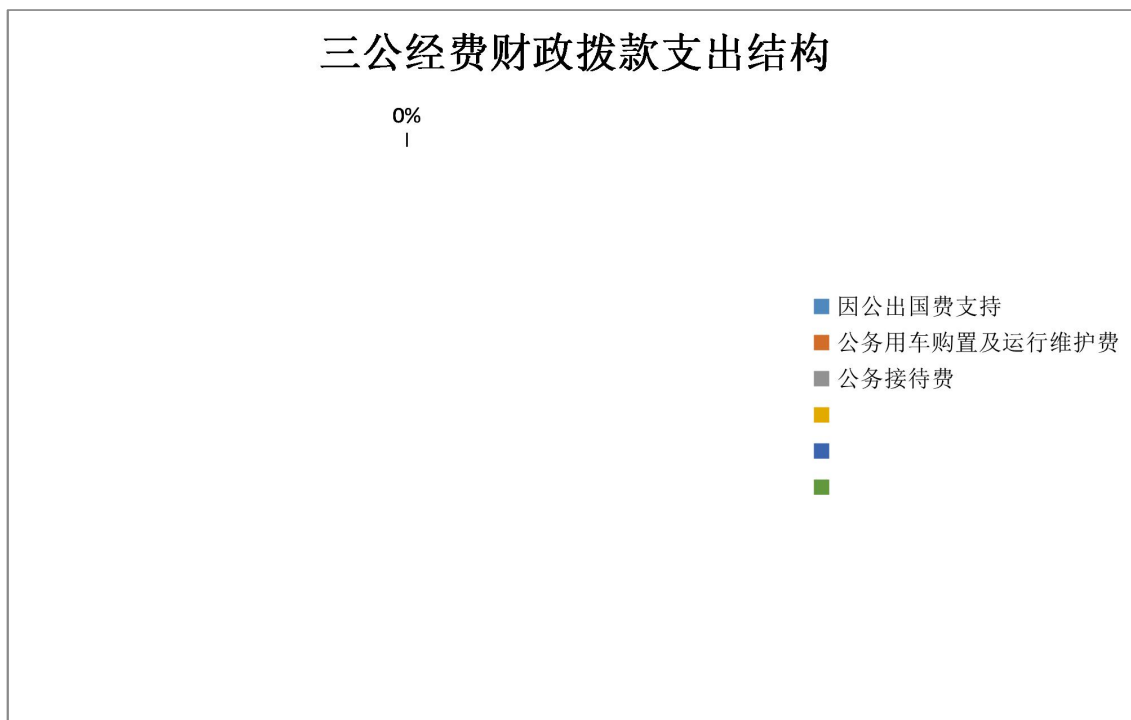 三公经费财政拨款支出结构
0%
因公出国费支持
公务用车购置及运行维护费
公务接待费